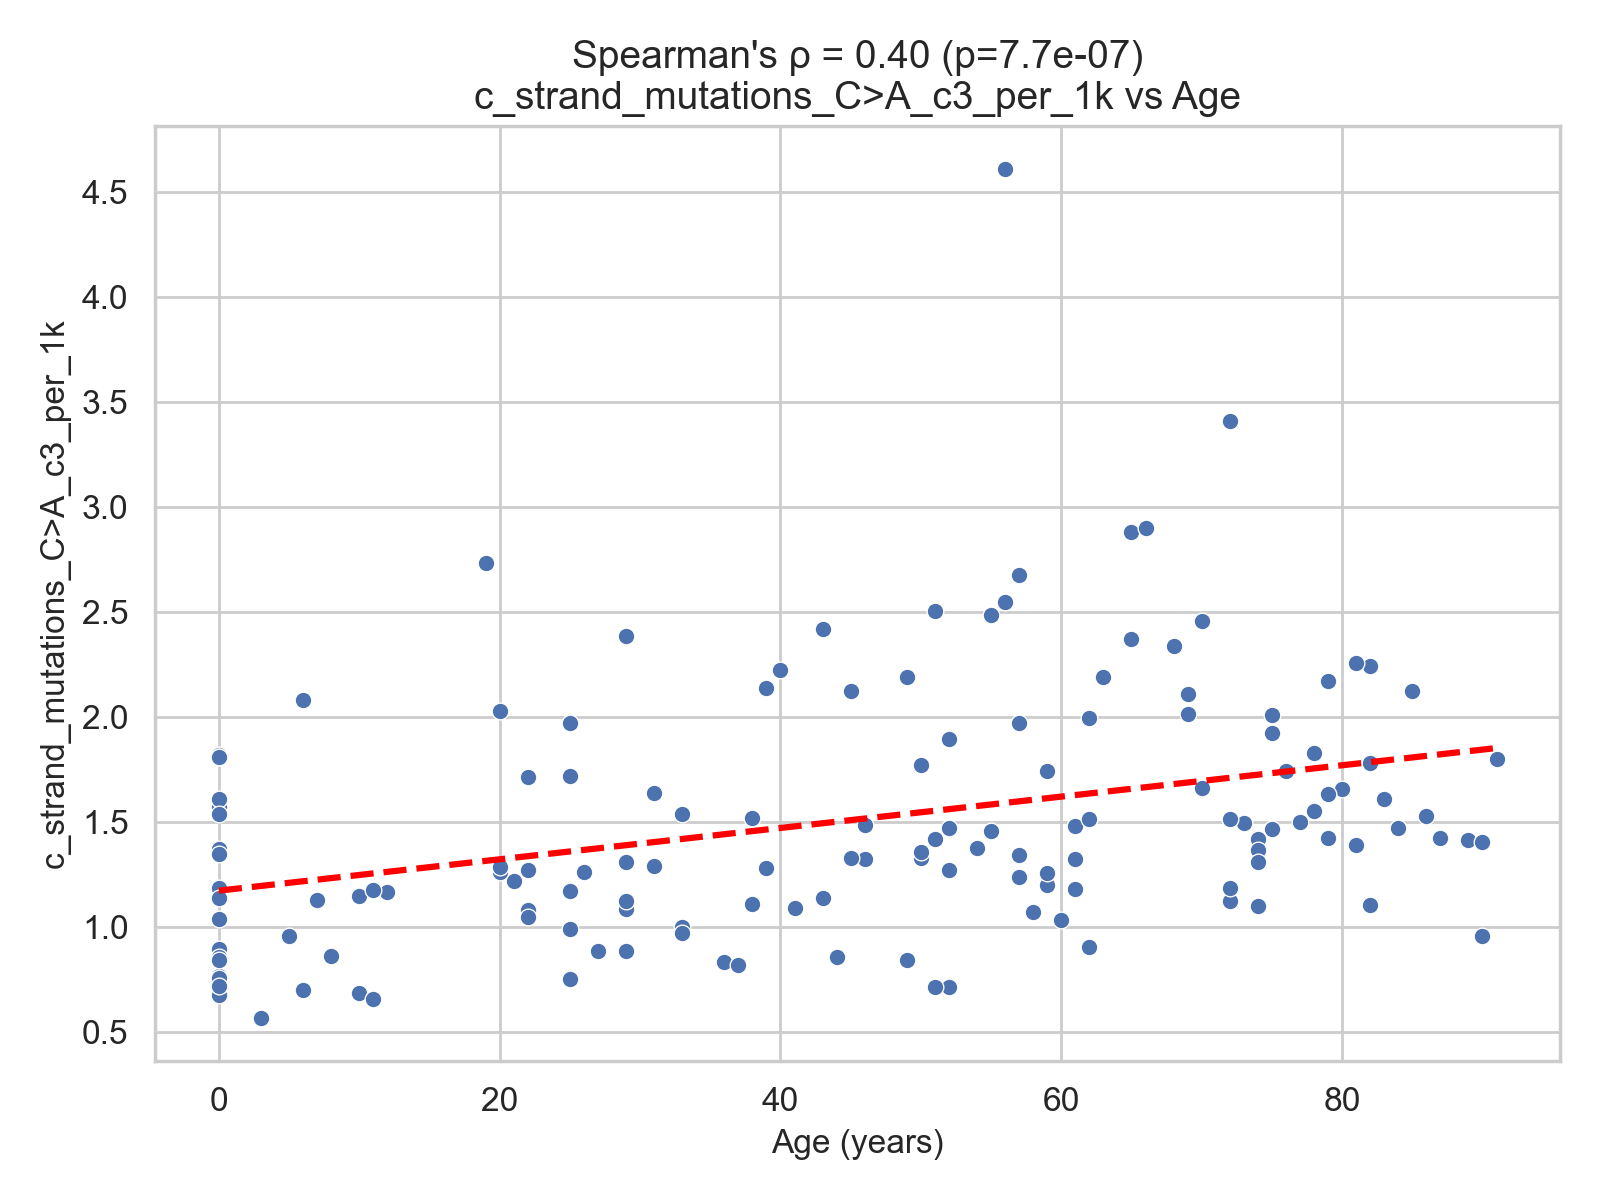 Spearman's ρ = 0.40 (p=7.7e-07)
c_strand_mutations_C>A_c3_per_1k vs Age
c_strand_mutations_C>A_c3_per_1k
4.5
4.0
3.5
3.0
2.5
2.0
1.5
1.0
0.5
0 20 40 60 80
Age (years)